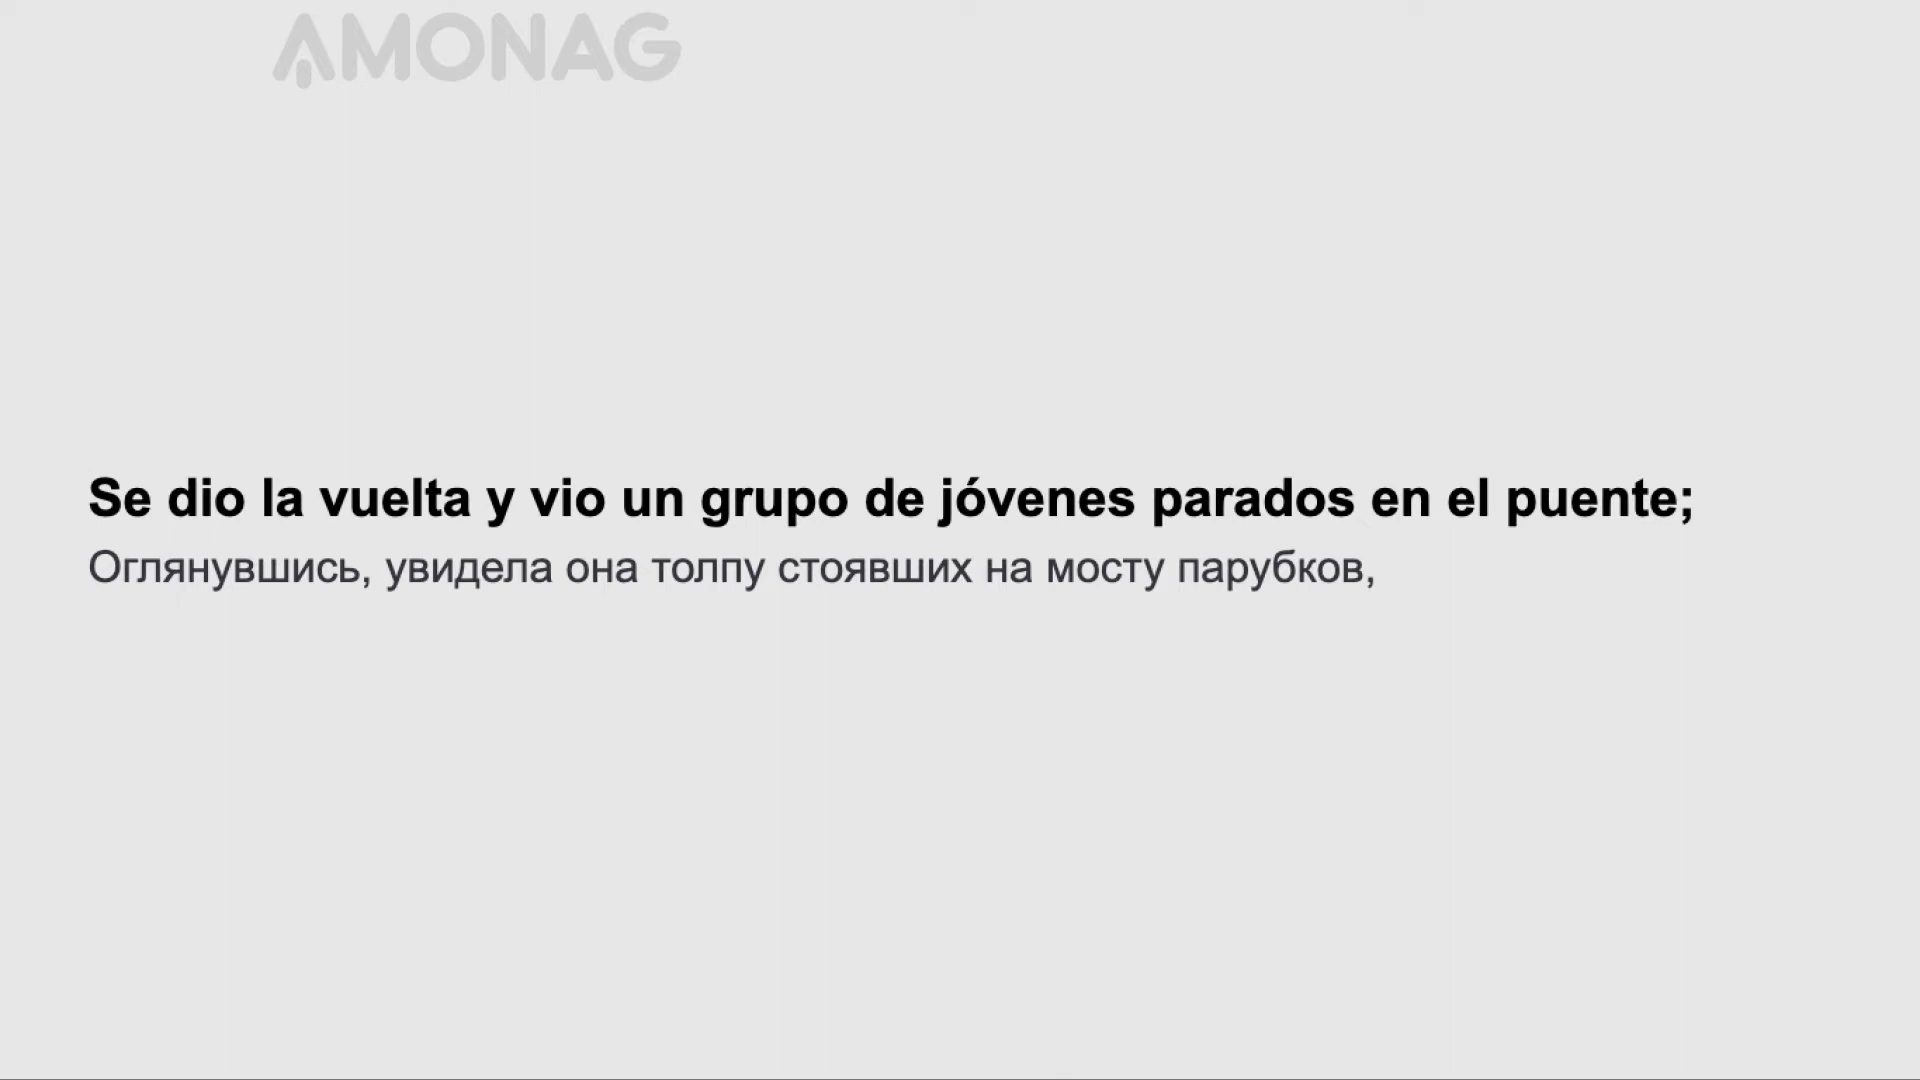 AMONAG
Se dio la vuelta y vio un grupo de jóvenes parados en el puente;
Оглянувшись, увидела она толпу стоявших на мосту парубков,